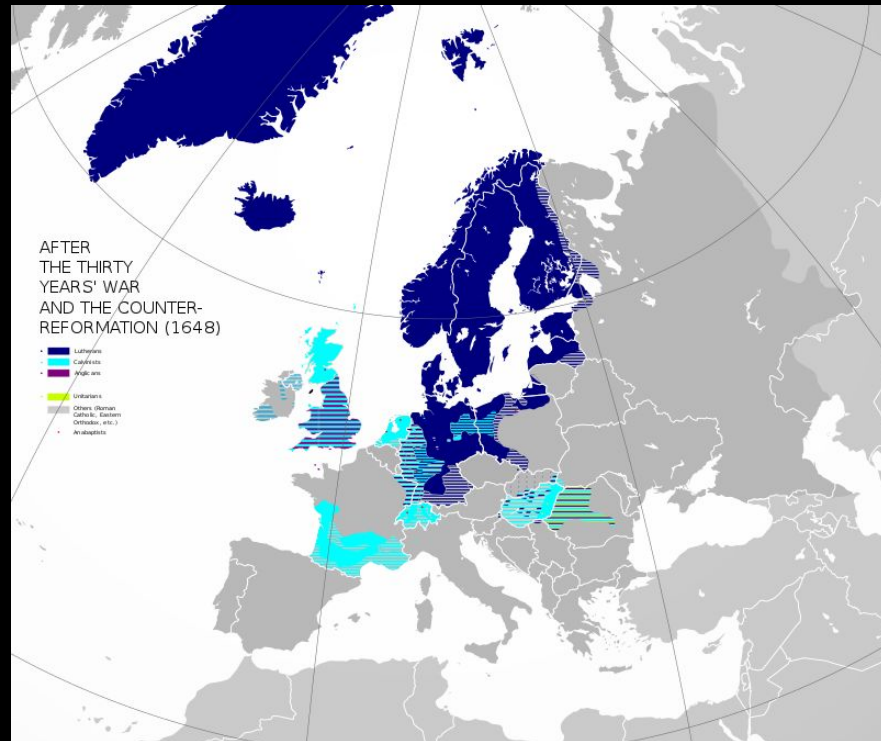 AFTER
THE THIRTY
YEARS' WAR
AND THE COUNTER-
REFORMATION (1648)
Lutherans
Calvinists
Anglicans
Unitarians
Others (Roman
Catholic, Eastern
Orthodox, etc.)
Anabaptists